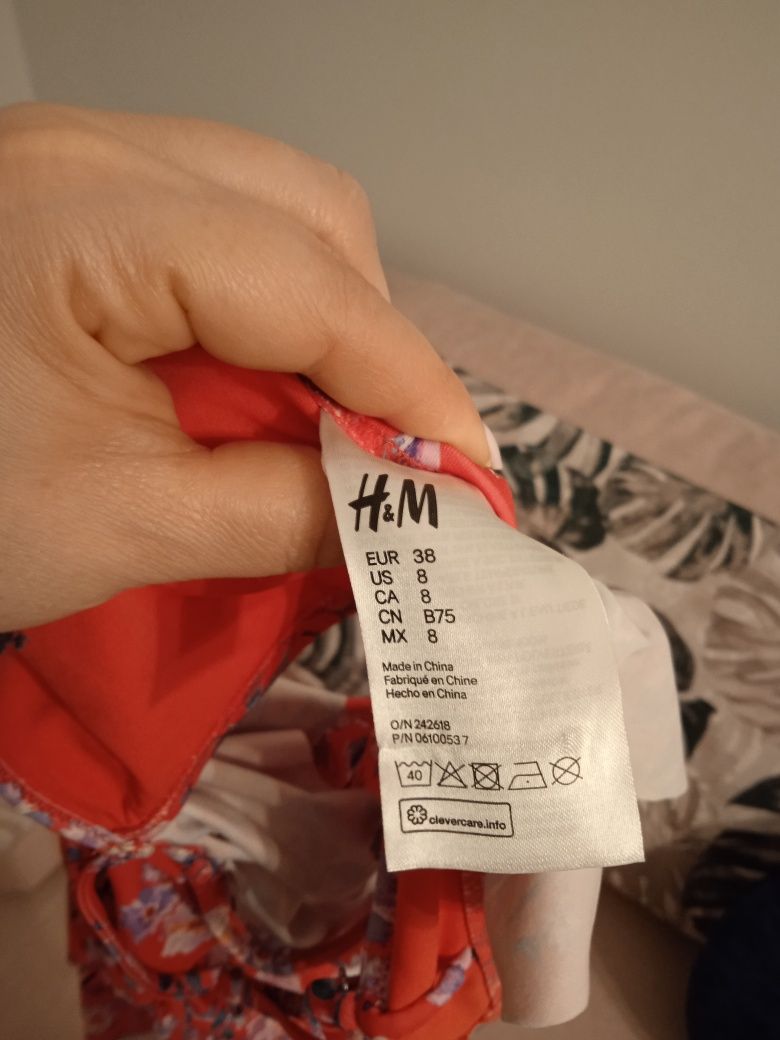 H&M
EUR 38
US 8
CA 8
CN B75
MX 8
Made in China
Fabriqué en Chine
Hecho en China
O/N 242618
P/N 0610053 7
40
clevercare.info